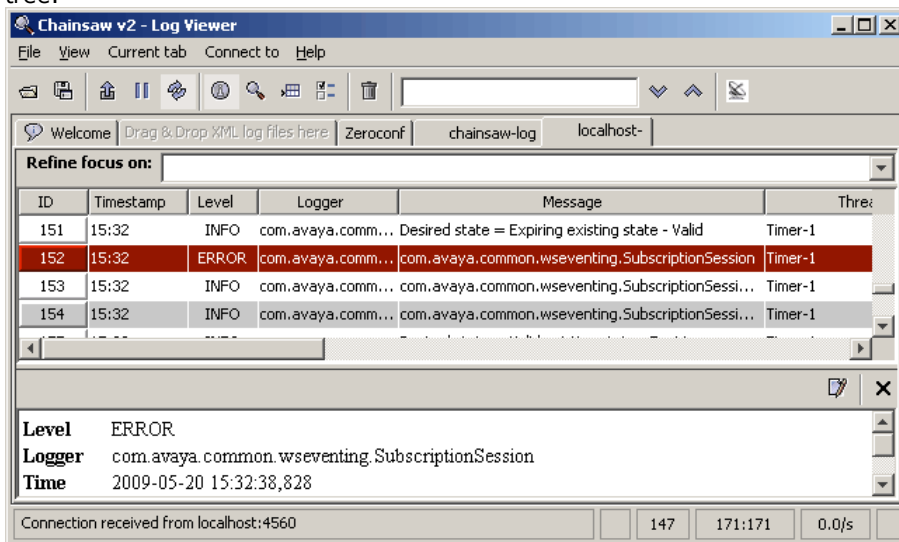 tree.
Chainsaw v2 - Log Viewer
File View Current tab Connect to Help
Welcome Drag & Drop XML log files here Zeroconf chainsaw-log localhost-
Refine focus on:
ID Timestamp Level Logger Message Threa
151 15:32 INFO com.avaya.comm... Desired state = Expiring existing state - Valid Timer-1
152 15:32 ERROR com.avaya.comm... com.avaya.common.wseventing.SubscriptionSession Timer-1
153 15:32 INFO com.avaya.comm... com.avaya.common.wseventing.SubscriptionSessi... Timer-1
154 15:32 INFO com.avaya.comm... com.avaya.common.wseventing.SubscriptionSessi... Timer-1
Level ERROR
Logger com.avaya.common.wseventing.SubscriptionSession
Time 2009-05-20 15:32:38,828
Connection received from localhost:4560 147 171:171 0.0/s